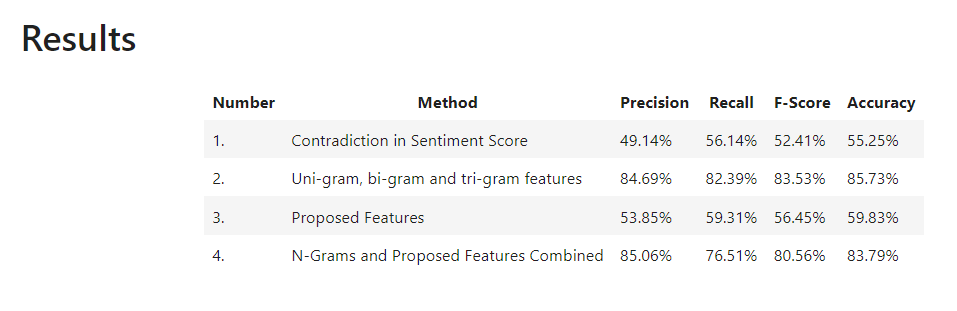 Results
Number Method Precision Recall F-Score Accuracy
1. Contradiction in Sentiment Score 49.14% 56.14% 52.41% 55.25%
2. Uni-gram, bi-gram and tri-gram features 84.69% 82.39% 83.53% 85.73%
3. Proposed Features 53.85% 59.31% 56.45% 59.83%
4. N-Grams and Proposed Features Combined 85.06% 76.51% 80.56% 83.79%